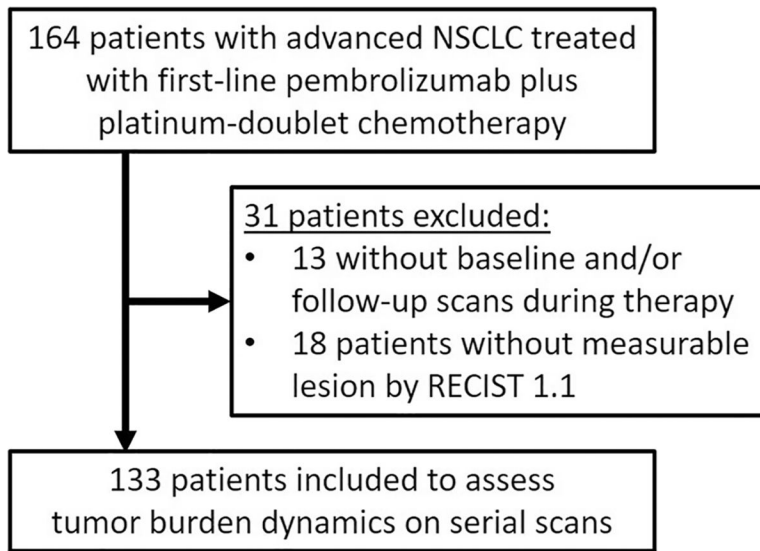 164 patients with advanced NSCLC treated
with first-line pembrolizumab plus
platinum-doublet chemotherapy
31 patients excluded:
• 13 without baseline and/or
follow-up scans during therapy
• 18 patients without measurable
lesion by RECIST 1.1
133 patients included to assess
tumor burden dynamics on serial scans